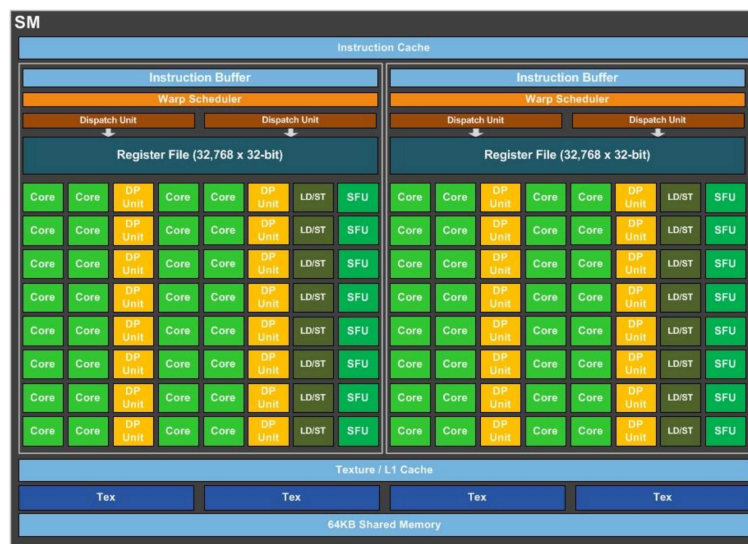 SM
Instruction Cache
Instruction Buffer Instruction Buffer
Warp Scheduler Warp Scheduler
Dispatch Unit Dispatch Unit Dispatch Unit Dispatch Unit
Register File (32,768 x 32-bit) Register File (32,768 x 32-bit)
Core Core DP Unit Core Core DP Unit LD/ST SFU Core Core DP Unit Core Core DP Unit LD/ST SFU
Core Core DP Unit Core Core DP Unit LD/ST SFU Core Core DP Unit Core Core DP Unit LD/ST SFU
Core Core DP Unit Core Core DP Unit LD/ST SFU Core Core DP Unit Core Core DP Unit LD/ST SFU
Core Core DP Unit Core Core DP Unit LD/ST SFU Core Core DP Unit Core Core DP Unit LD/ST SFU
Core Core DP Unit Core Core DP Unit LD/ST SFU Core Core DP Unit Core Core DP Unit LD/ST SFU
Core Core DP Unit Core Core DP Unit LD/ST SFU Core Core DP Unit Core Core DP Unit LD/ST SFU
Core Core DP Unit Core Core DP Unit LD/ST SFU Core Core DP Unit Core Core DP Unit LD/ST SFU
Core Core DP Unit Core Core DP Unit LD/ST SFU Core Core DP Unit Core Core DP Unit LD/ST SFU
Texture / L1 Cache
Tex Tex Tex Tex
64KB Shared Memory